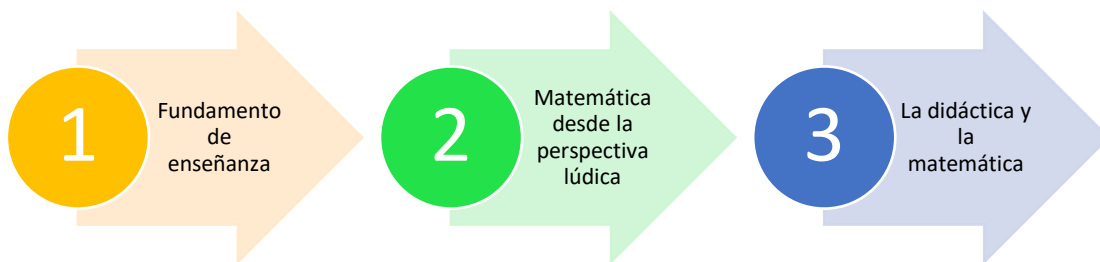 1
Fundamento
de
enseñanza
2
Matemática
desde la
perspectiva
lúdica
3
La didáctica y
la
matemática